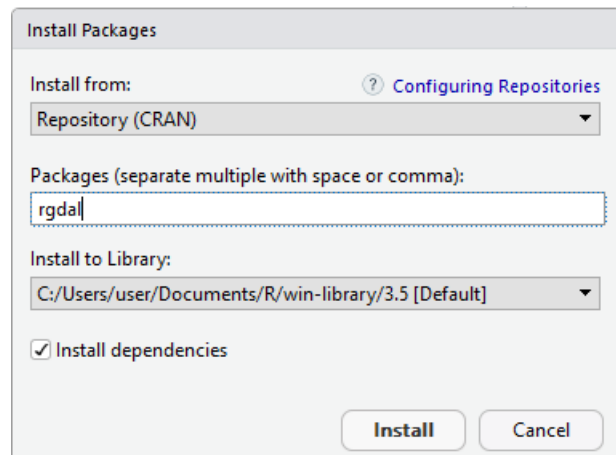 Install Packages
Install from:
Configuring Repositories
Repository (CRAN)
Packages (separate multiple with space or comma):
rgdal
Install to Library:
C:/Users/user/Documents/R/win-library/3.5 [Default]
Install dependencies
Install
Cancel